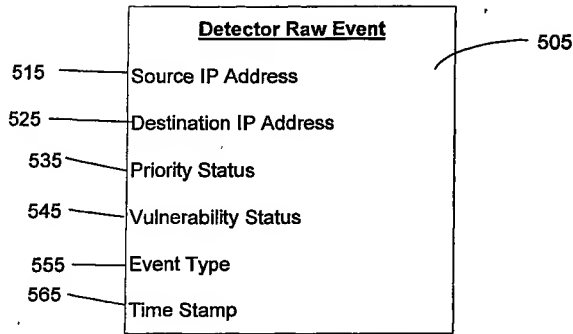 Detector Raw Event
505
515 Source IP Address
525 Destination IP Address
535 Priority Status
545 Vulnerability Status
555 Event Type
565 Time Stamp